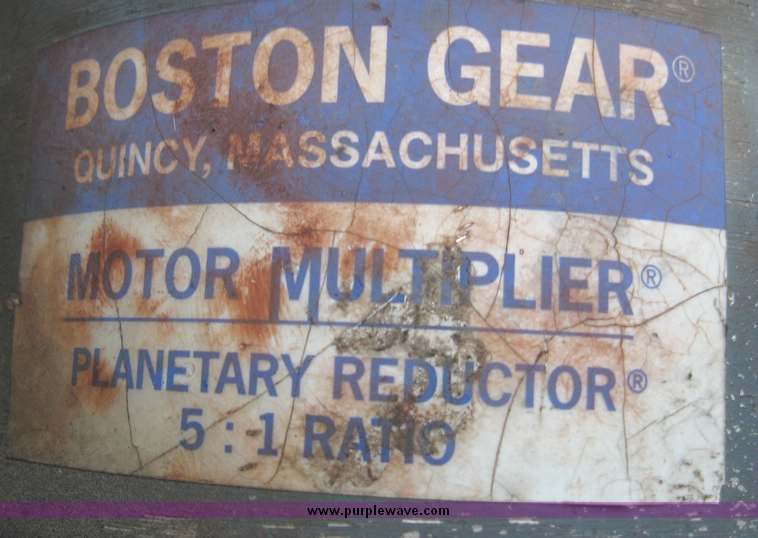 BOSTON GEAR®
QUINCY, MASSACHUSETTS
MOTOR MULTIPLIER®
PLANETARY REDUCTOR®
5 : 1 RATIO
www.purplewave.com